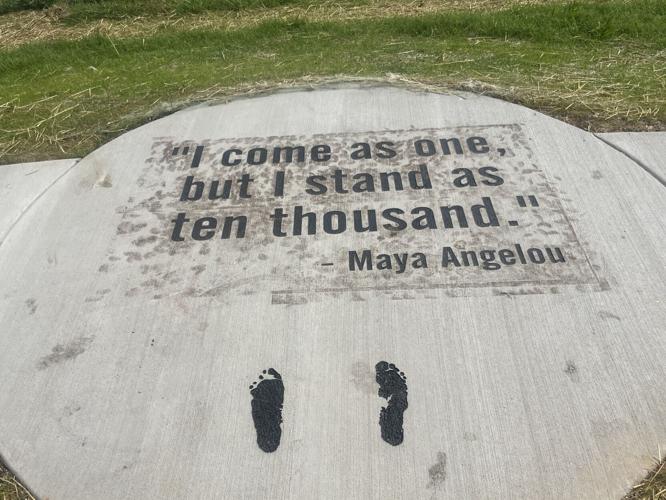 "I come as one,
but I stand as
ten thousand."
- Maya Angelou